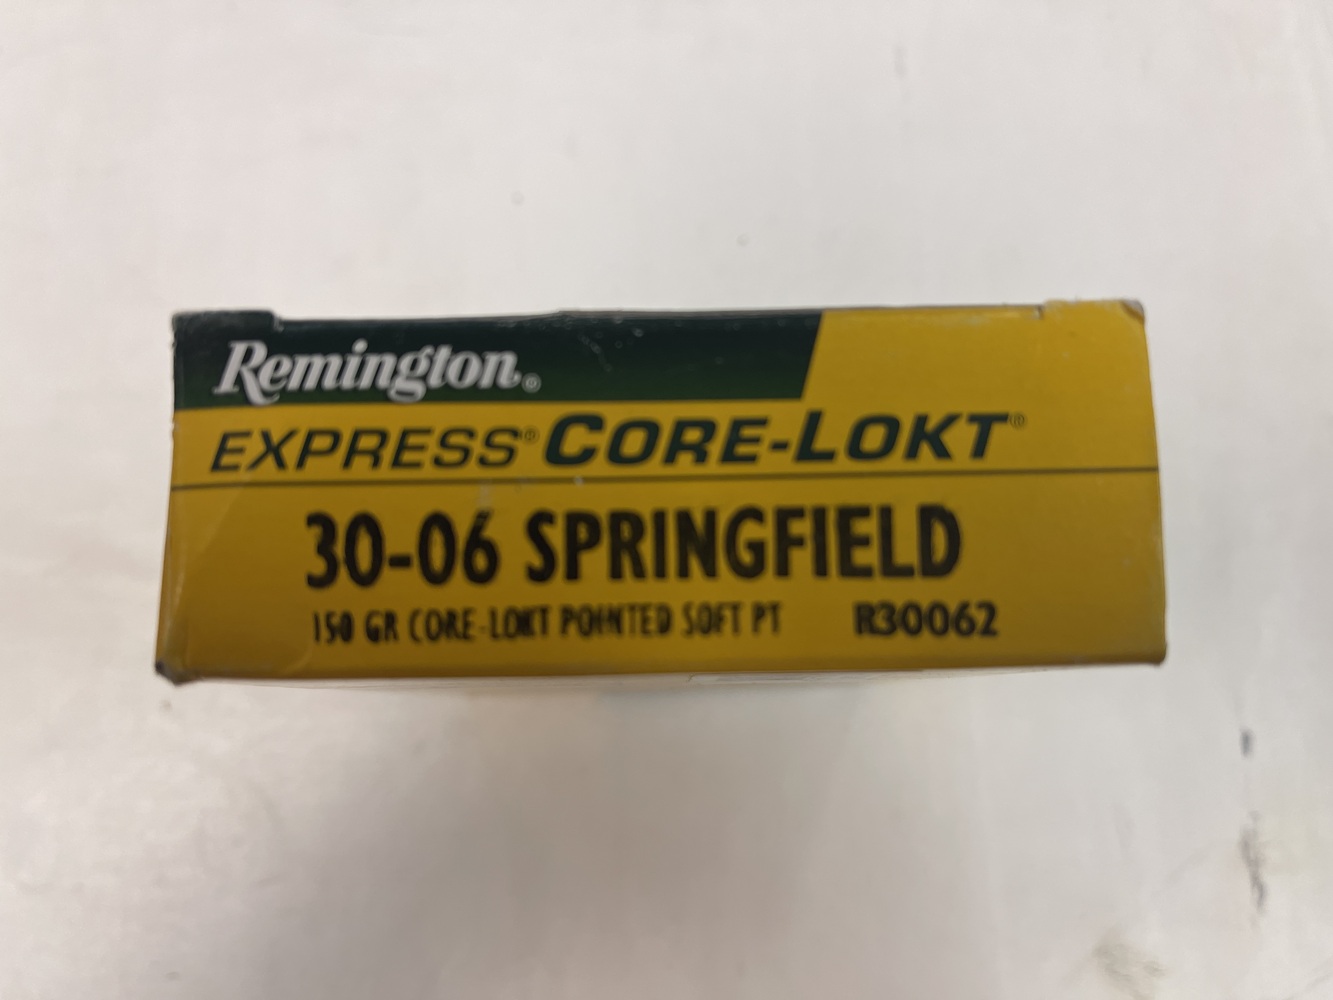 Remington®
EXPRESS® CORE-LOKT®
30-06 SPRINGFIELD
150 GR CORE-LOKT POINTED SOFT PT R30062